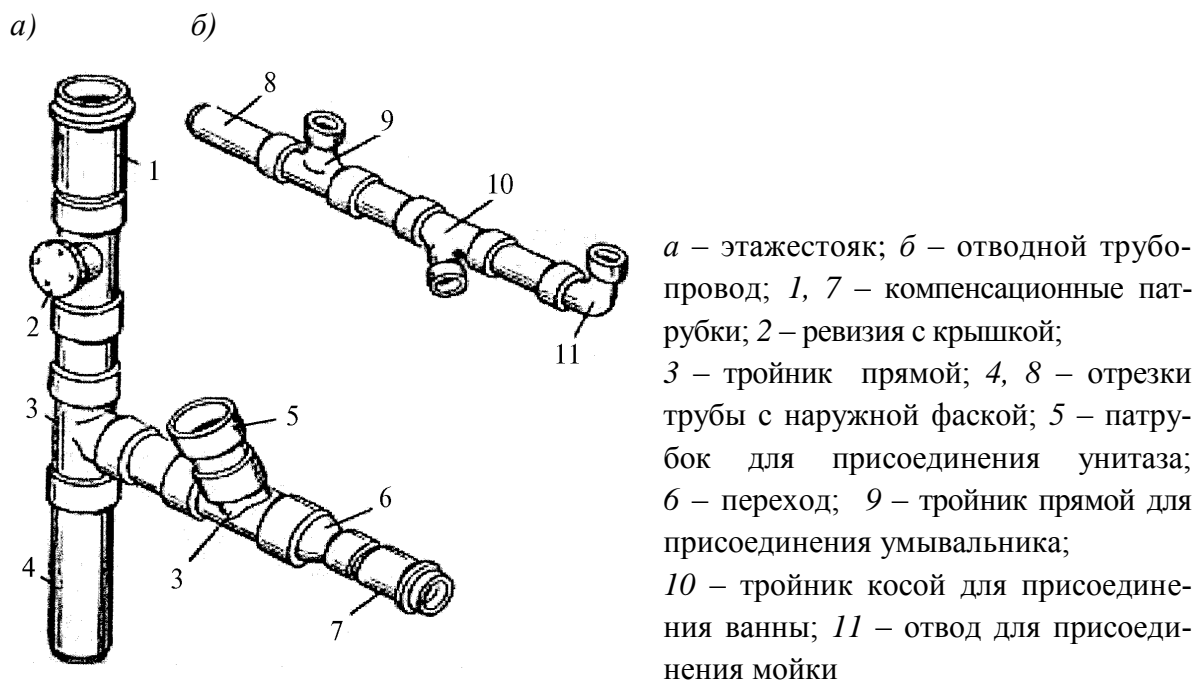 а)
б)
8
9
1
10
2
11
3
5
6
4
3
7
а – этажестояк; б – отводной трубо-
провод; 1, 7 – компенсационные пат-
рубки; 2 – ревизия с крышкой;
3 – тройник прямой; 4, 8 – отрезки
трубы с наружной фаской; 5 – патру-
бок для присоединения унитаза;
6 – переход; 9 – тройник прямой для
присоединения умывальника;
10 – тройник косой для присоедине-
ния ванны; 11 – отвод для присоеди-
нения мойки